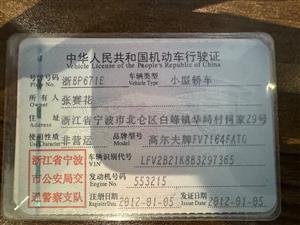 中华人民共和国机动车行驶证
Vehicle License of the People's Republic of China
号牌号码 浙BP671E 车辆类型 小型轿车
Plate No. Vehicle Type
所有人 张赛花
住址 浙江省宁波市北仑区白峰镇华峙村柯家29号
使用性质 非营运 品牌型号 高尔夫牌FV7164FATG
Model
浙江省宁波
市公安局交
通警察支队
车辆识别代号 LFV2B21K8B3297365
VIN
发动机号码 553215
Engine No.
注册日期 2012-01-05 发证日期 2012-01-05
Register Date Issue Date